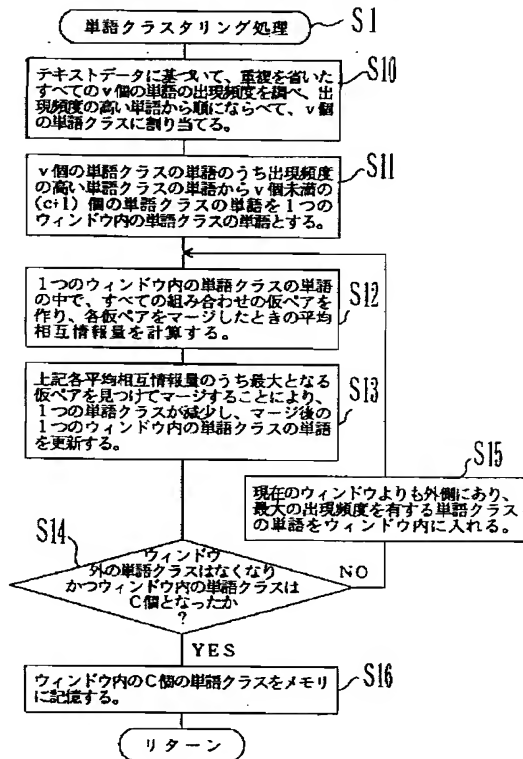 単語クラスタリング処理
S1
S10
テキストデータに基づいて、重複を省いた
すべてのv個の単語の出現頻度を調べ、出
現頻度の高い単語から順にならべて、v個
の単語クラスに割り当てる。
S11
v個の単語クラスの単語のうち出現頻度
の高い単語クラスの単語からv個未満の
(c+1)個の単語クラスの単語を1つの
ウィンドウ内の単語クラスの単語とする。
S12
1つのウィンドウ内の単語クラスの単語
の中で、すべての組み合わせの仮ペアを
作り、各仮ペアをマージしたときの平均
相互情報量を計算する。
S13
上記各平均相互情報量のうち最大となる
仮ペアを見つけてマージすることにより、
1つの単語クラスが減少し、マージ後の
1つのウィンドウ内の単語クラスの単語
を更新する。
S15
現在のウィンドウよりも外側にあり、
最大の出現頻度を有する単語クラス
の単語をウィンドウ内に入れる。
S14
ウィンドウ
外の単語クラスはなくなり
かつウィンドウ内の単語クラスは
C個となったか
?
NO
YES
S16
ウィンドウ内のC個の単語クラスをメモリ
に記憶する。
リターン